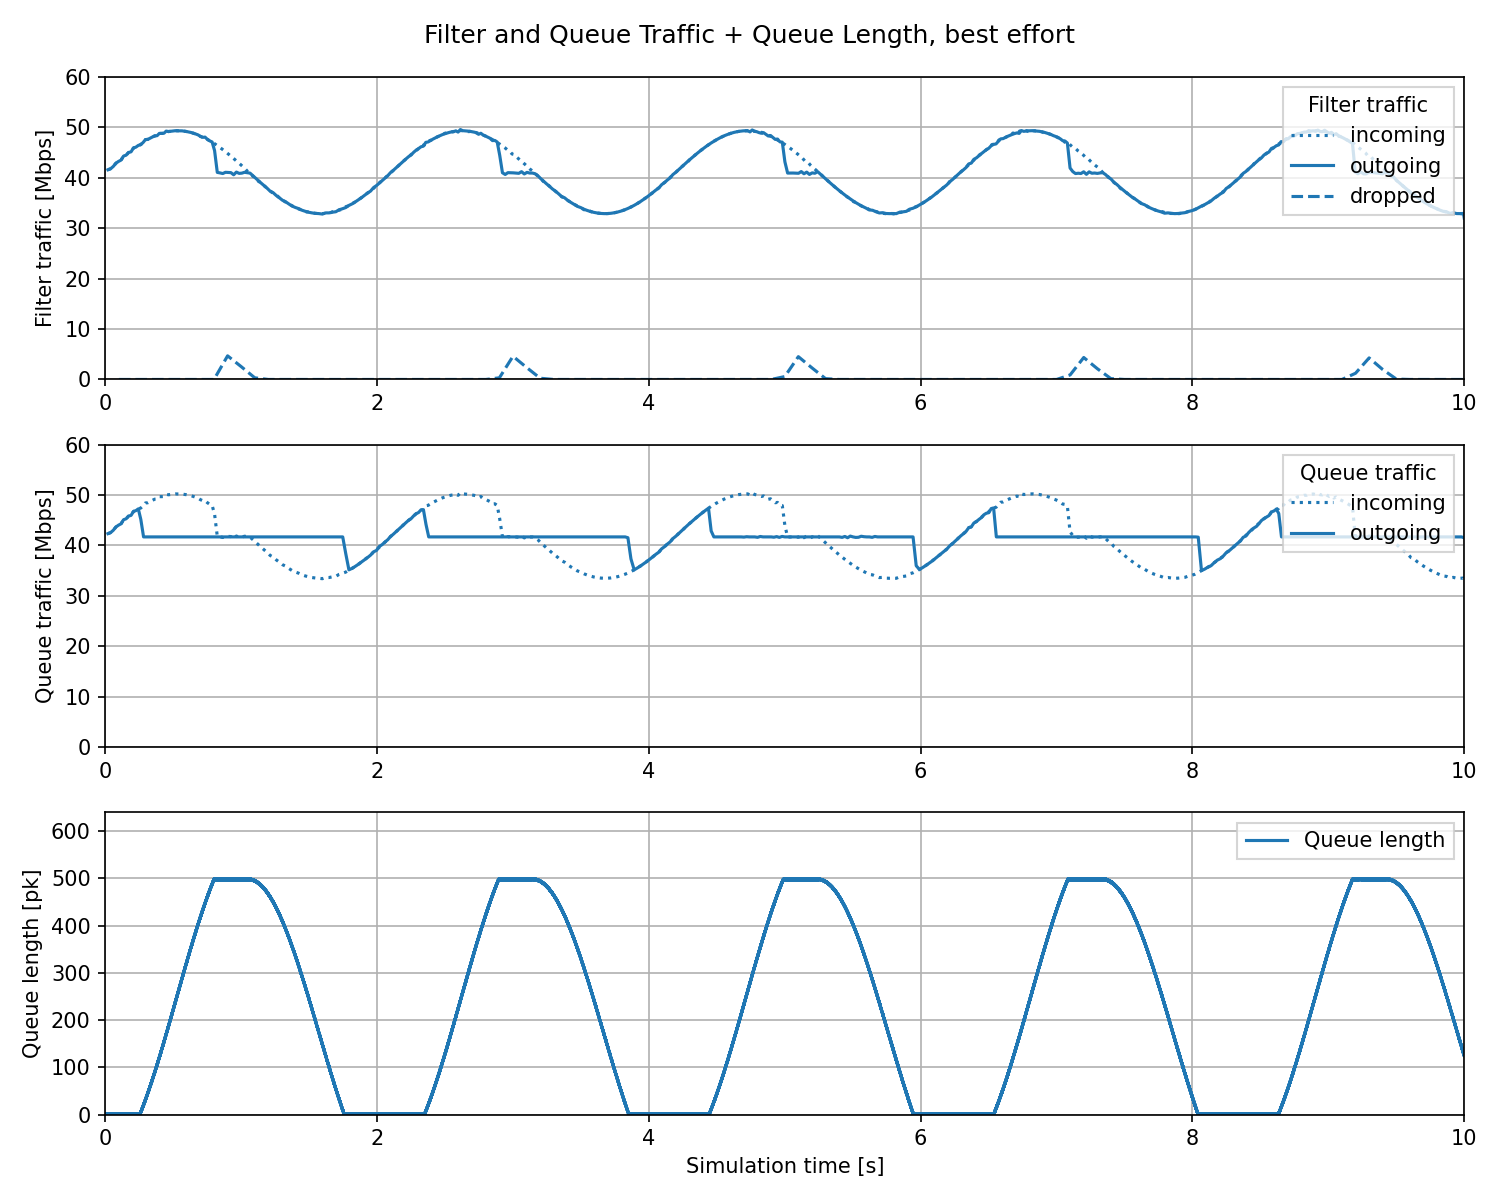 Filter and Queue Traffic + Queue Length, best effort
Filter traffic [Mbps]
60
50
40
30
20
10
0
0 2 4 6 8 10
Filter traffic
incoming
outgoing
dropped
Queue traffic [Mbps]
60
50
40
30
20
10
0
0 2 4 6 8 10
Queue traffic
incoming
outgoing
Queue length [pk]
600
500
400
300
200
100
0
0 2 4 6 8 10
Queue length
Simulation time [s]